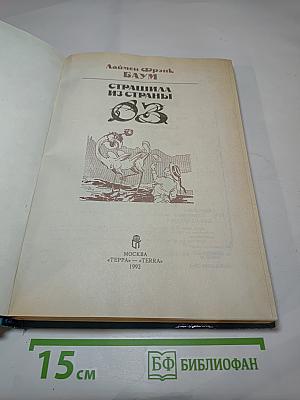 Лаймен Фрэнк
БАУМ
СТРАШИЛА
ИЗ СТРАНЫ
ОЗ
МОСКВА
«ТЕРРА» — «TERRA»
1992
15 см
БФ БИБЛИОФАН